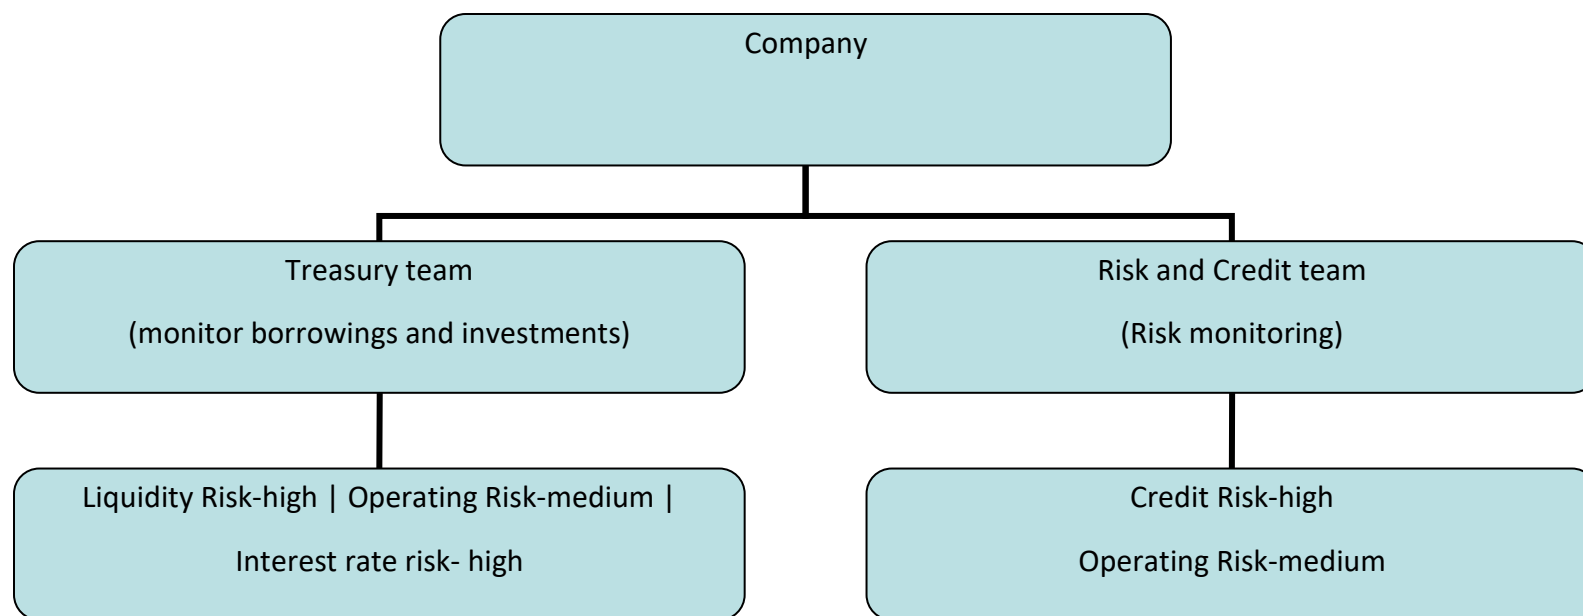 Company
Treasury team
(monitor borrowings and investments)
Risk and Credit team
(Risk monitoring)
Liquidity Risk-high | Operating Risk-medium |
Interest rate risk- high
Credit Risk-high
Operating Risk-medium